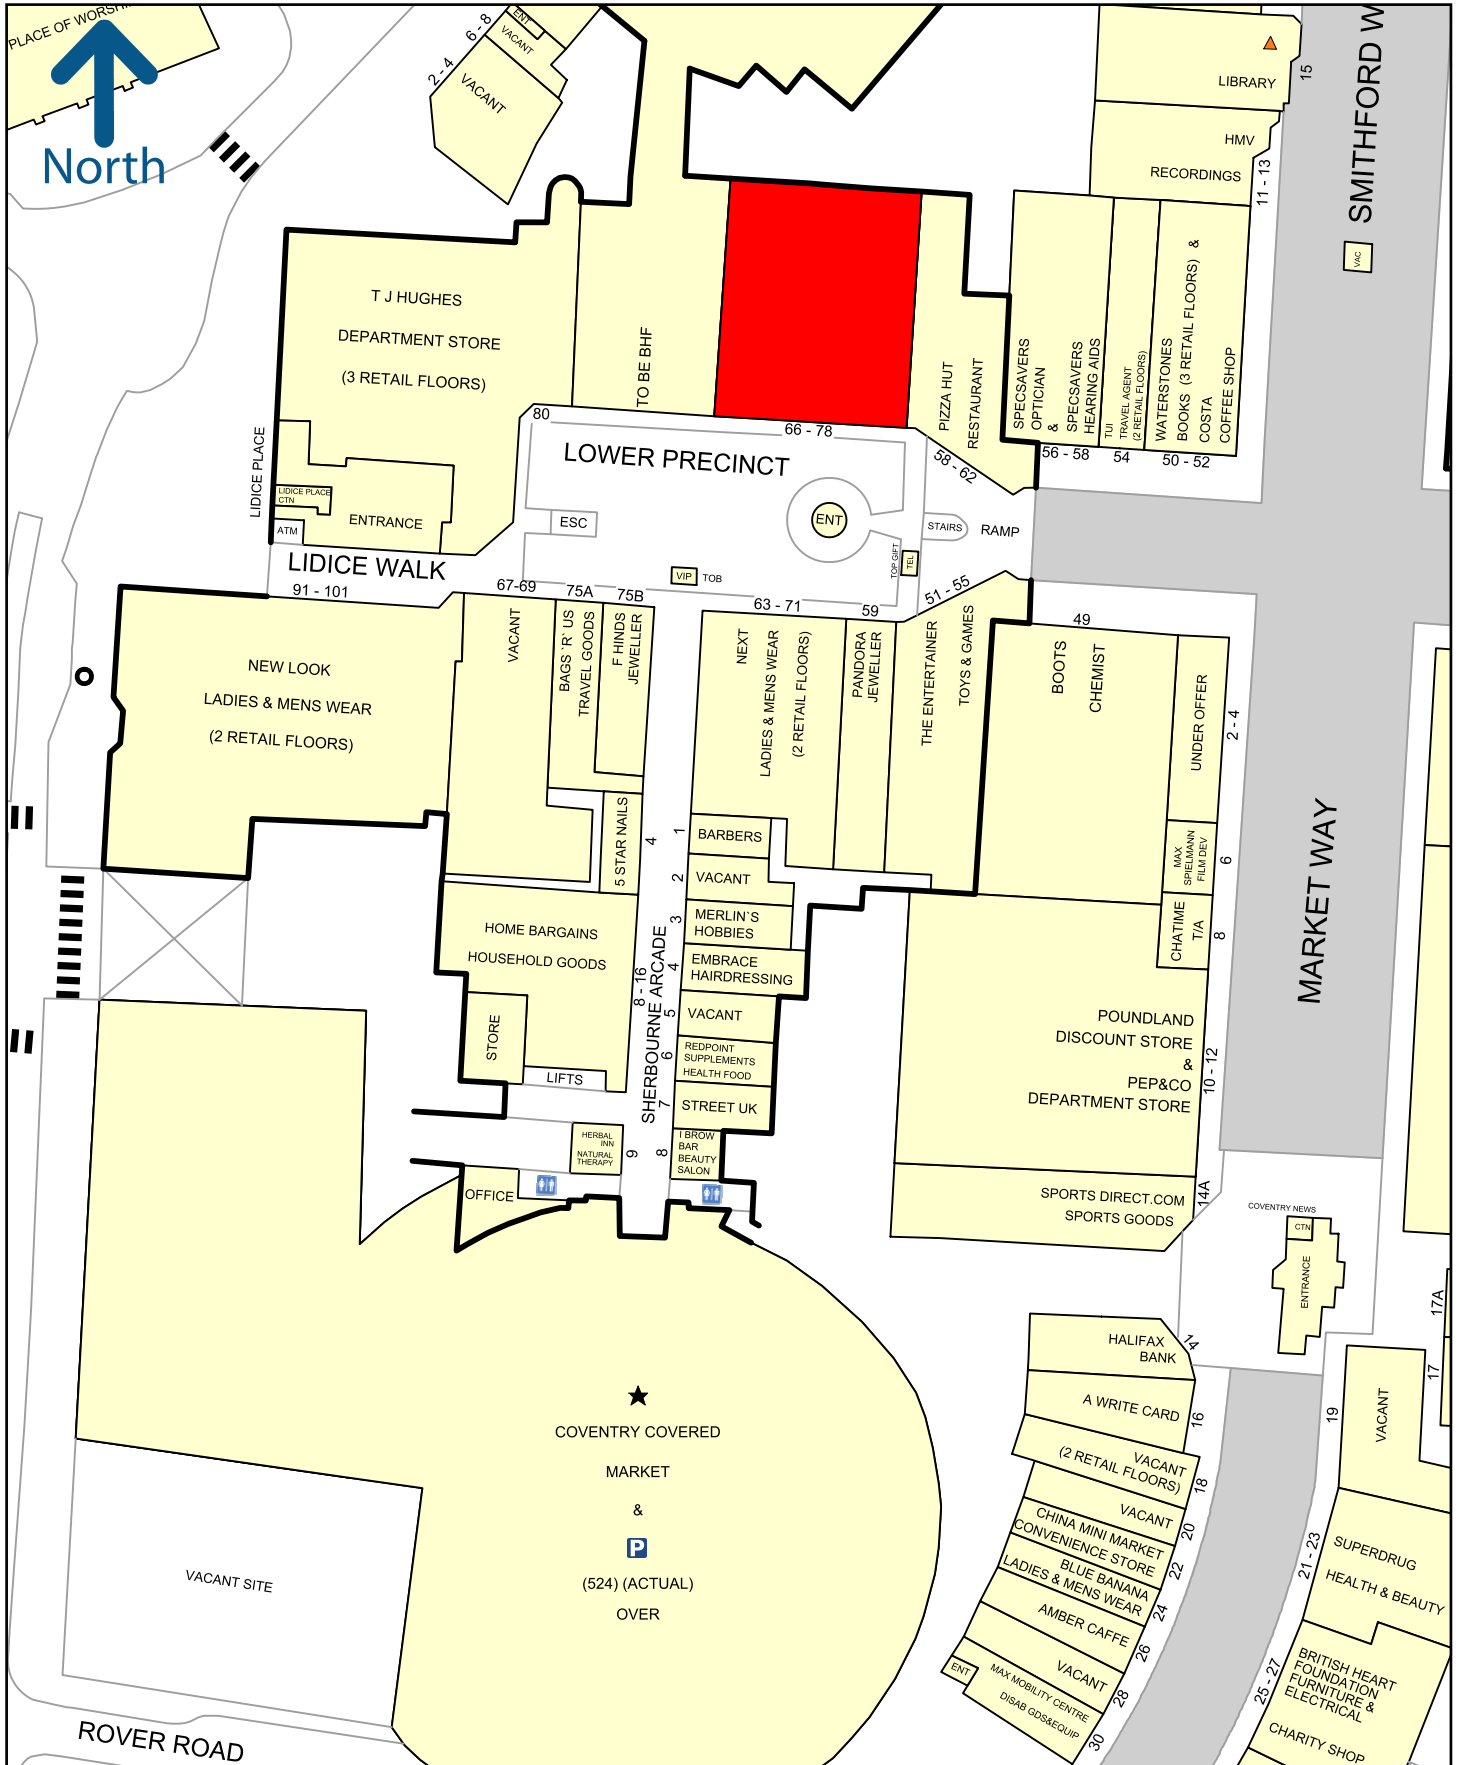 PLACE OF WORSHI
North
6 - 8
ENT
VACANT
2 - 4
VACANT
LIBRARY
15
HMV
RECORDINGS
11 - 13
SMITHFORD W
VAC
T J HUGHES
DEPARTMENT STORE
(3 RETAIL FLOORS)
TO BE BHF
PIZZA HUT
RESTAURANT
SPECSAVERS
OPTICIAN
&
SPECSAVERS
HEARING AIDS
TUI
TRAVEL AGENT
(2 RETAIL FLOORS)
WATERSTONES
BOOKS (3 RETAIL FLOORS) &
COSTA
COFFEE SHOP
80
66 - 78
58 - 62
56 - 58
54
50 - 52
LOWER PRECINCT
LIDICE PLACE
LIDICE PLACE
CTN
ATM
ENTRANCE
ESC
ENT
STAIRS
RAMP
TOP GIFT
TEL
VIP
TOB
LIDICE WALK
91 - 101
67-69
75A
75B
63 - 71
59
51 - 55
49
NEW LOOK
LADIES & MENS WEAR
(2 RETAIL FLOORS)
VACANT
BAGS `R` US
TRAVEL GOODS
F HINDS
JEWELLER
NEXT
LADIES & MENS WEAR
(2 RETAIL FLOORS)
PANDORA
JEWELLER
THE ENTERTAINER
TOYS & GAMES
BOOTS
CHEMIST
UNDER OFFER
2 - 4
MAX
SPIELMANN
FILM DEV
6
CHATIME
T/A
8
MARKET WAY
5 STAR NAILS
4
1
BARBERS
2
VACANT
3
MERLIN`S
HOBBIES
4
EMBRACE
HAIRDRESSING
5
VACANT
6
REDPOINT
SUPPLEMENTS
HEALTH FOOD
7
STREET UK
8
I BROW
BAR
BEAUTY
SALON
9
SHERBOURNE ARCADE
8 - 16
HOME BARGAINS
HOUSEHOLD GOODS
STORE
LIFTS
HERBAL
INN
NATURAL
THERAPY
OFFICE
POUNDLAND
DISCOUNT STORE
&
PEP&CO
DEPARTMENT STORE
10 - 12
SPORTS DIRECT.COM
SPORTS GOODS
14A
COVENTRY NEWS
CTN
ENTRANCE
17A
17
HALIFAX
BANK
14
A WRITE CARD
16
VACANT
(2 RETAIL FLOORS)
18
VACANT
20
CHINA MINI MARKET
CONVENIENCE STORE
22
BLUE BANANA
LADIES & MENS WEAR
24
AMBER CAFFE
26
VACANT
28
ENT
MAX MOBILITY CENTRE
DISAB GDS&EQUIP
30
19
VACANT
21 - 23
SUPERDRUG
HEALTH & BEAUTY
25 - 27
BRITISH HEART
FOUNDATION
FURNITURE &
ELECTRICAL
CHARITY SHOP
COVENTRY COVERED
MARKET
&
P
(524) (ACTUAL)
OVER
VACANT SITE
ROVER ROAD